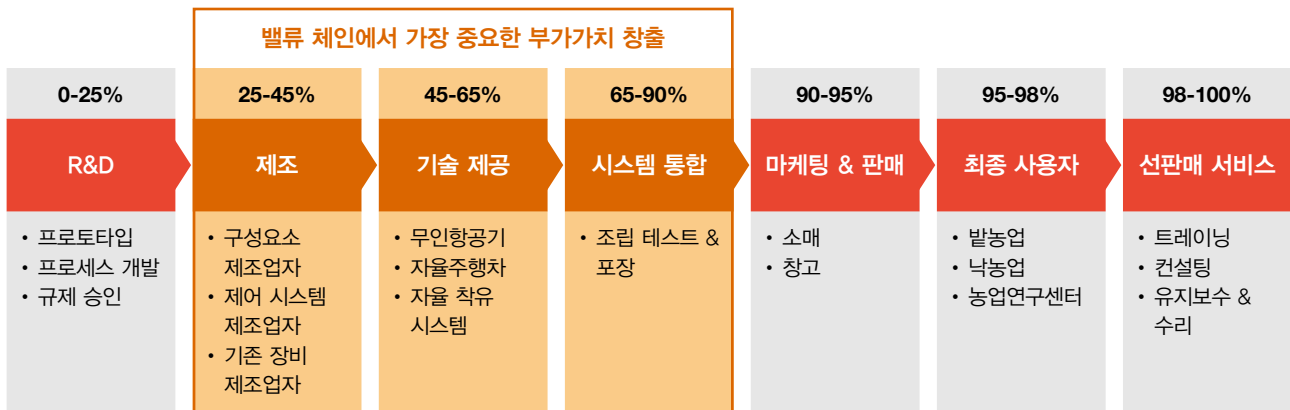 밸류 체인에서 가장 중요한 부가가치 창출
0-25%
R&D
• 프로토타입
• 프로세스 개발
• 규제 승인
25-45%
제조
• 구성요소
제조업자
• 제어 시스템
제조업자
• 기존 장비
제조업자
45-65%
기술 제공
• 무인항공기
• 자율주행차
• 자율 착유
시스템
65-90%
시스템 통합
• 조립 테스트 &
포장
90-95%
마케팅 & 판매
• 소매
• 창고
95-98%
최종 사용자
• 밭농업
• 낙농업
• 농업연구센터
98-100%
선판매 서비스
• 트레이닝
• 컨설팅
• 유지보수 &
수리